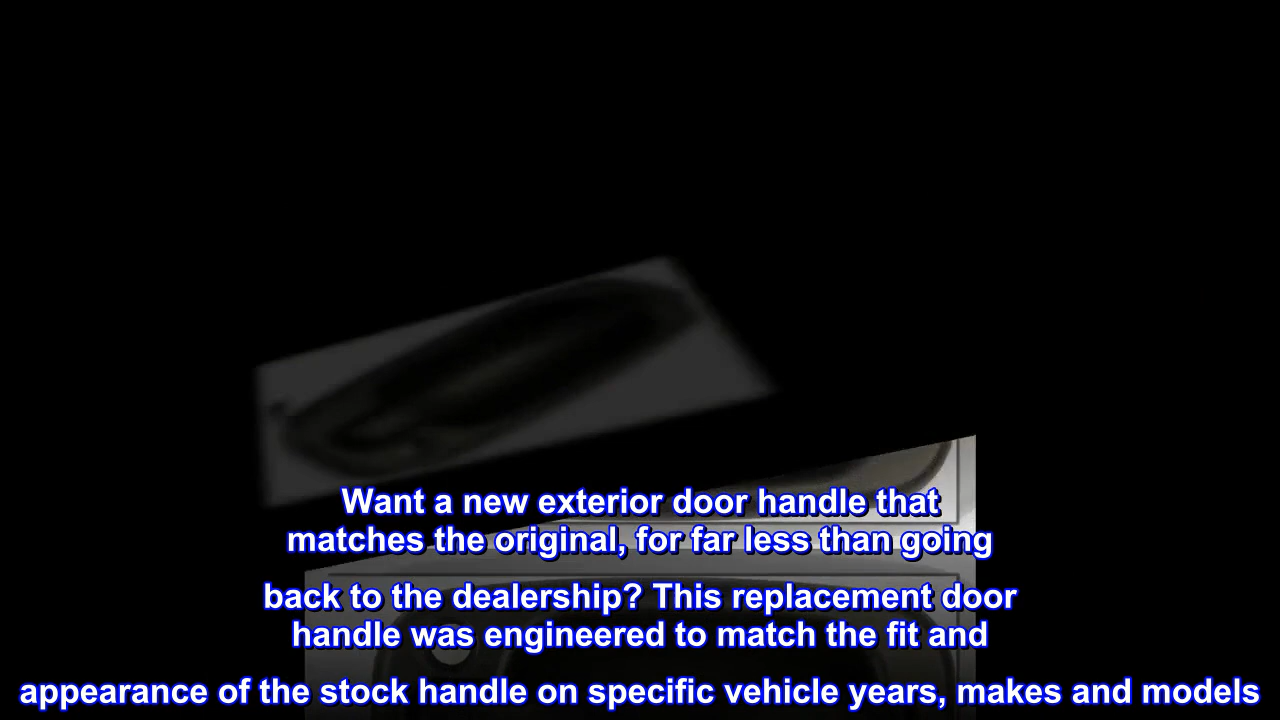 Want a new exterior door handle that
matches the original, for far less than going
back to the dealership? This replacement door
handle was engineered to match the fit and
appearance of the stock handle on specific vehicle years, makes and models